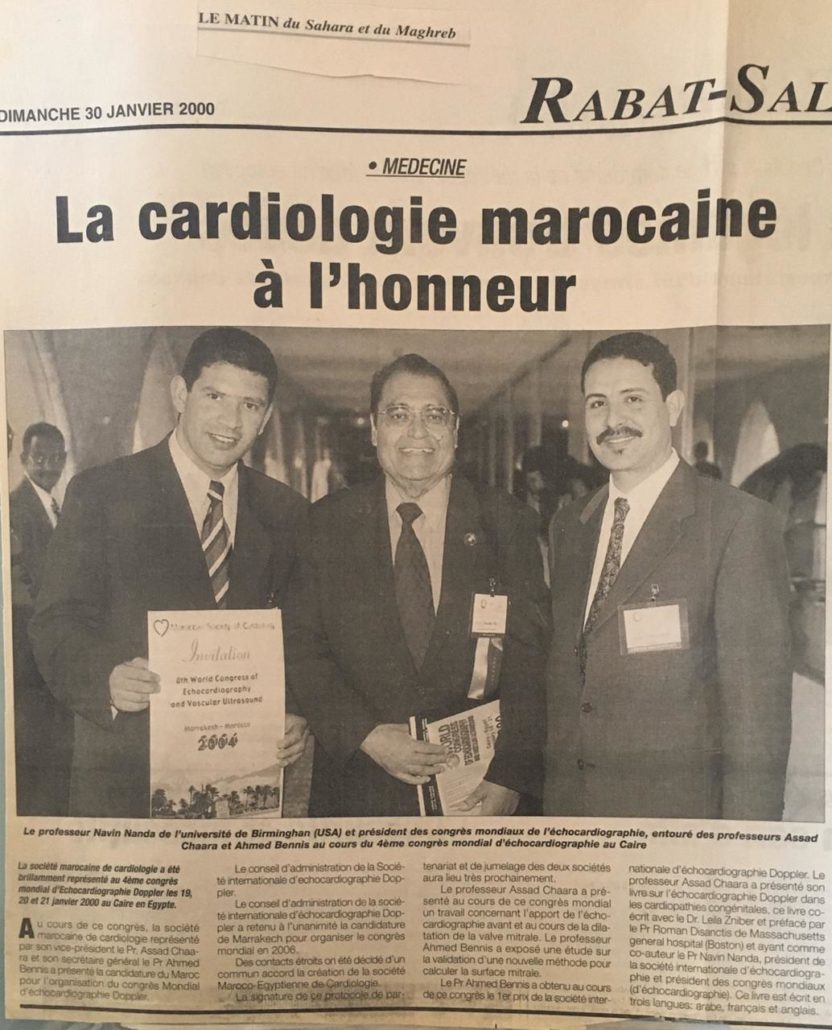 LE MATIN du Sahara et du Maghreb
DIMANCHE 30 JANVIER 2000
RABAT-SAL
• MEDECINE
La cardiologie marocaine
à l'honneur
Moroccan Society of Cardiology
Invitation
6th World Congress of
Echocardiography
and Vascular Ultrasound
Marrakesh - Morocco
WORLD
CONGRESS
Le professeur Navin Nanda de l'université de Birminghan (USA) et président des congrès mondiaux de l'échocardiographie, entouré des professeurs Assad
Chaara et Ahmed Bennis au cours du 4ème congrès mondial d'échocardiographie au Caire
La société marocaine de cardiologie a été
brillamment représenté au 4ème congrès
mondial d'Echocardiographie Doppler les 19,
20 et 21 janvier 2000 au Caire en Egypte.
Au cours de ce congrès, la société
marocaine de cardiologie représenté
par son vice-président le Pr. Assad Chaa-
ra et son secrétaire général le Pr Ahmed
Bennis a présenté la candidature du Maroc
pour l'organisation du congrès Mondial
d'échocardiographie Doppler.
Le conseil d'administration de la Socié-
té internationale d'echocardiographie Dop-
pler.
Le conseil d'administration de la socié-
té internationale d'échocardiographie Dop-
pler a retenu à l'unanimité la candidature
de Marrakech pour organiser le congrès
mondial en 2006.
Des contacts étroits on été décidé d'un
commun accord la création de la société
Maroco-Egyptienne de Cardiologie.
La signature de ce protocole de par-
tenariat et de jumelage des deux sociétés
aura lieu très prochainement.
Le professeur Assad Chaara a pré-
senté au cours de ce congrès mondial
un travail concernant l'apport de l'écho-
cardiographie avant et au cours de la dila-
tation de la valve mitrale. Le professeur
Ahmed Bennis a exposé une étude sur
la validation d'une nouvelle méthode pour
calculer la surface mitrale.
Le Pr Ahmed Bennis a obtenu au cours
de ce congrès le 1er prix de la société inter-
nationale d'échocardiographie Doppler. Le
professeur Assad Chaara a présenté son
livre sur l'échocardiographie Doppler dans
les cardiopathies congénitales, ce livre co-
écrit avec le Dr. Leila Zniber et préfacé par
le Pr Roman Disanctis de Massachusetts
general hospital (Boston) et ayant comme
co-auteur le Pr Navin Nanda, président de
la société internationale d'échocardiogra-
phie et président des congrès mondiaux
(d'échocardiographie). Ce livre est écrit en
trois langues: arabe, français et anglais.